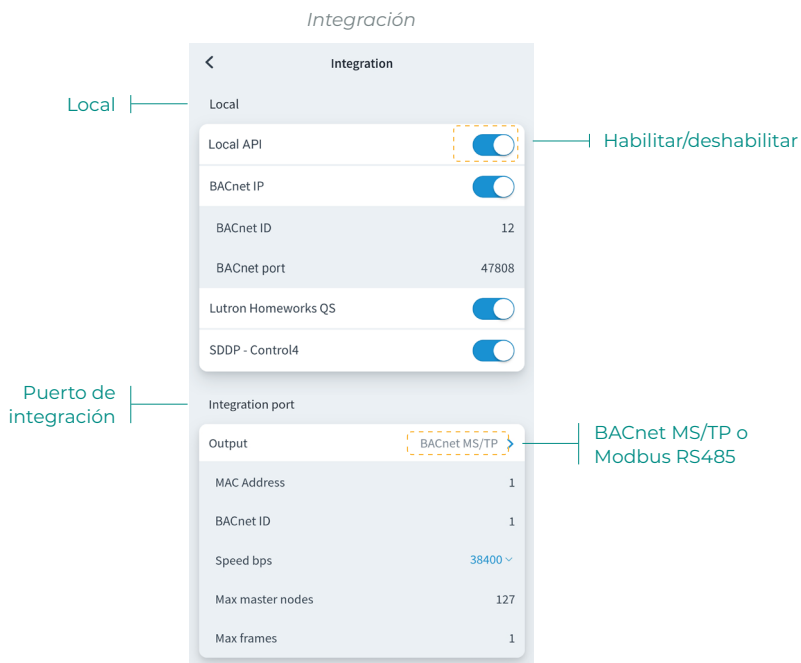 Integración
Integration
Local
Local
Local API
Habilitar/deshabilitar
BACnet IP
BACnet ID 12
BACnet port 47808
Lutron Homeworks QS
SDDP - Control4
Puerto de
integración
Integration port
Output BACnet MS/TP
BACnet MS/TP o
Modbus RS485
MAC Address 1
BACnet ID 1
Speed bps 38400
Max master nodes 127
Max frames 1